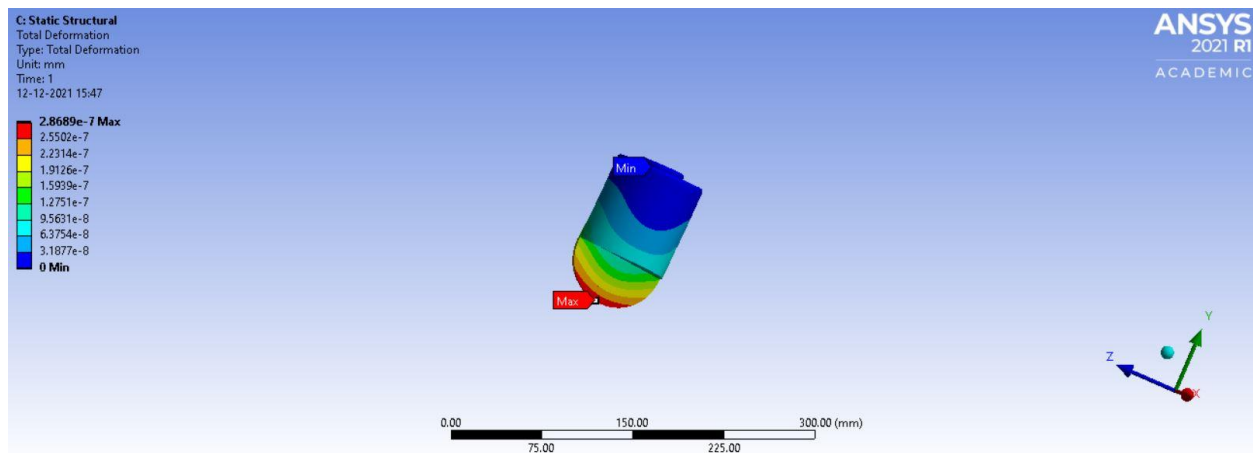 C: Static Structural
Total Deformation
Type: Total Deformation
Unit: mm
Time: 1
12-12-2021 15:47
2.8689e-7 Max
2.5502e-7
2.2314e-7
1.9126e-7
1.5939e-7
1.2751e-7
9.5631e-8
6.3754e-8
3.1877e-8
0 Min
ANSYS
2021 R1
ACADEMIC
Min
Max
Y
Z
X
0.00 150.00 300.00 (mm)
75.00 225.00